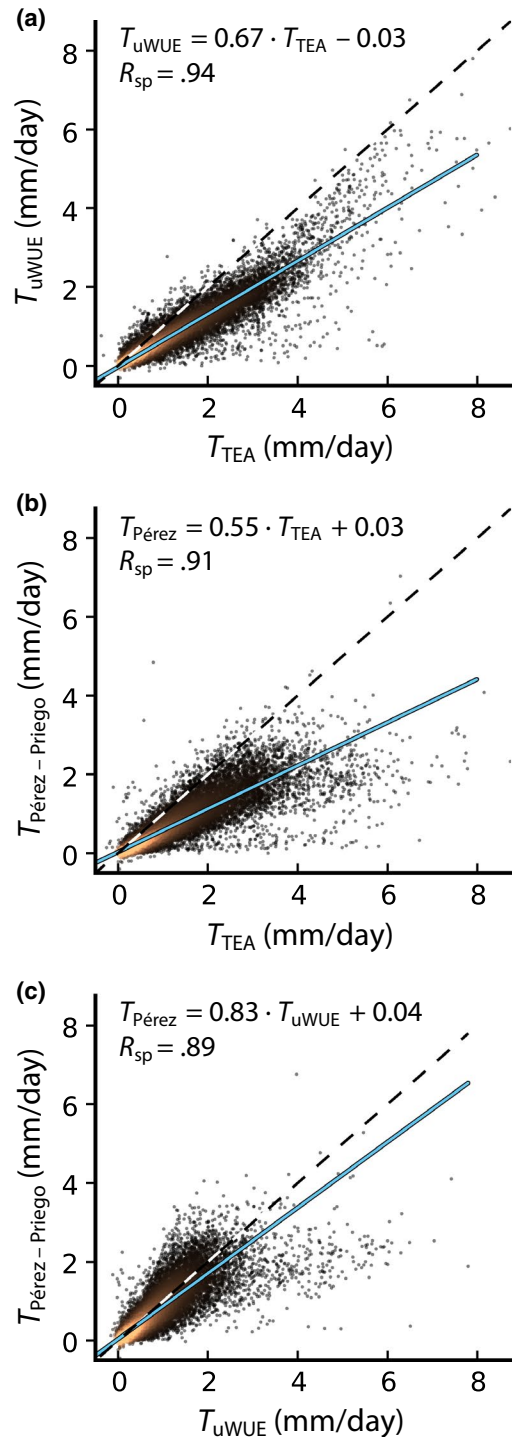 (a)
T_uWUE = 0.67 · T_TEA – 0.03
R_sp = .94
8
6
4
2
0
T_uWUE (mm/day)
0 2 4 6 8
T_TEA (mm/day)
(b)
T_Pérez = 0.55 · T_TEA + 0.03
R_sp = .91
8
6
4
2
0
T_Pérez – Priego (mm/day)
0 2 4 6 8
T_TEA (mm/day)
(c)
T_Pérez = 0.83 · T_uWUE + 0.04
R_sp = .89
8
6
4
2
0
T_Pérez – Priego (mm/day)
0 2 4 6 8
T_uWUE (mm/day)